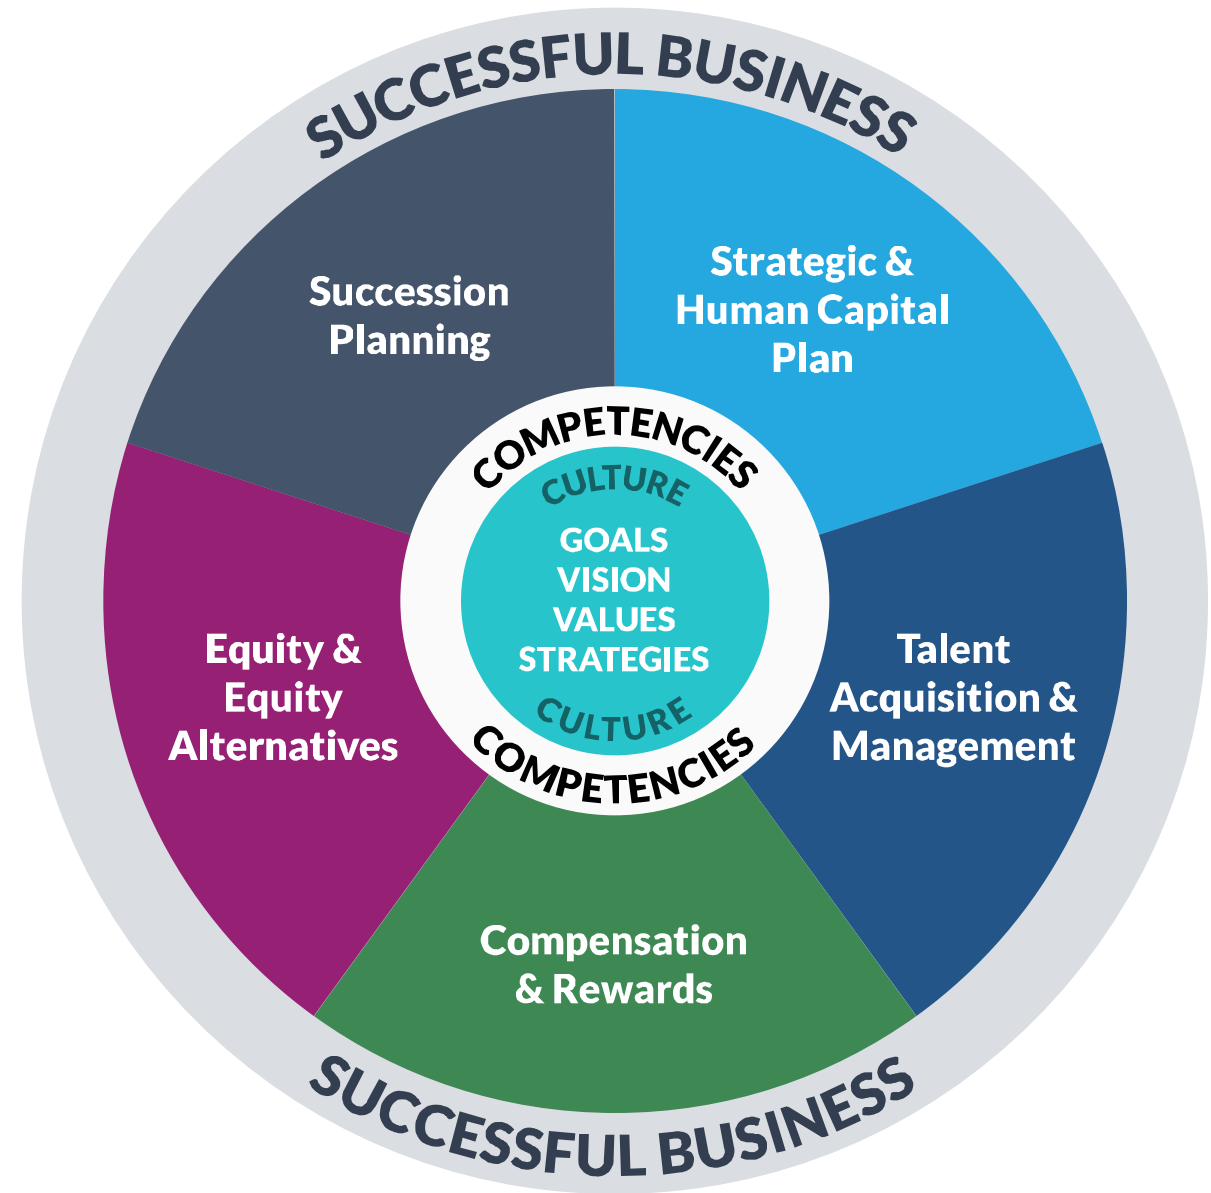 SUCCESSFUL BUSINESS
Strategic &
Human Capital
Plan
Succession
Planning
COMPETENCIES
CULTURE
GOALS
VISION
VALUES
STRATEGIES
CULTURE
COMPETENCIES
Equity &
Equity
Alternatives
Talent
Acquisition &
Management
Compensation
& Rewards
SUCCESSFUL BUSINESS